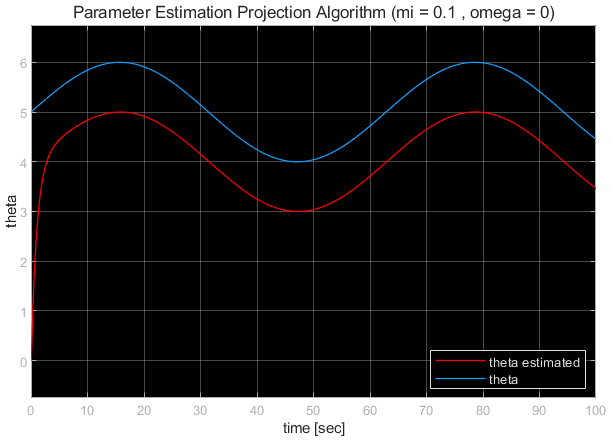 Parameter Estimation Projection Algorithm (mi = 0.1 , omega = 0)
theta
6
5
4
3
2
1
0
theta estimated
theta
0 10 20 30 40 50 60 70 80 90 100
time [sec]